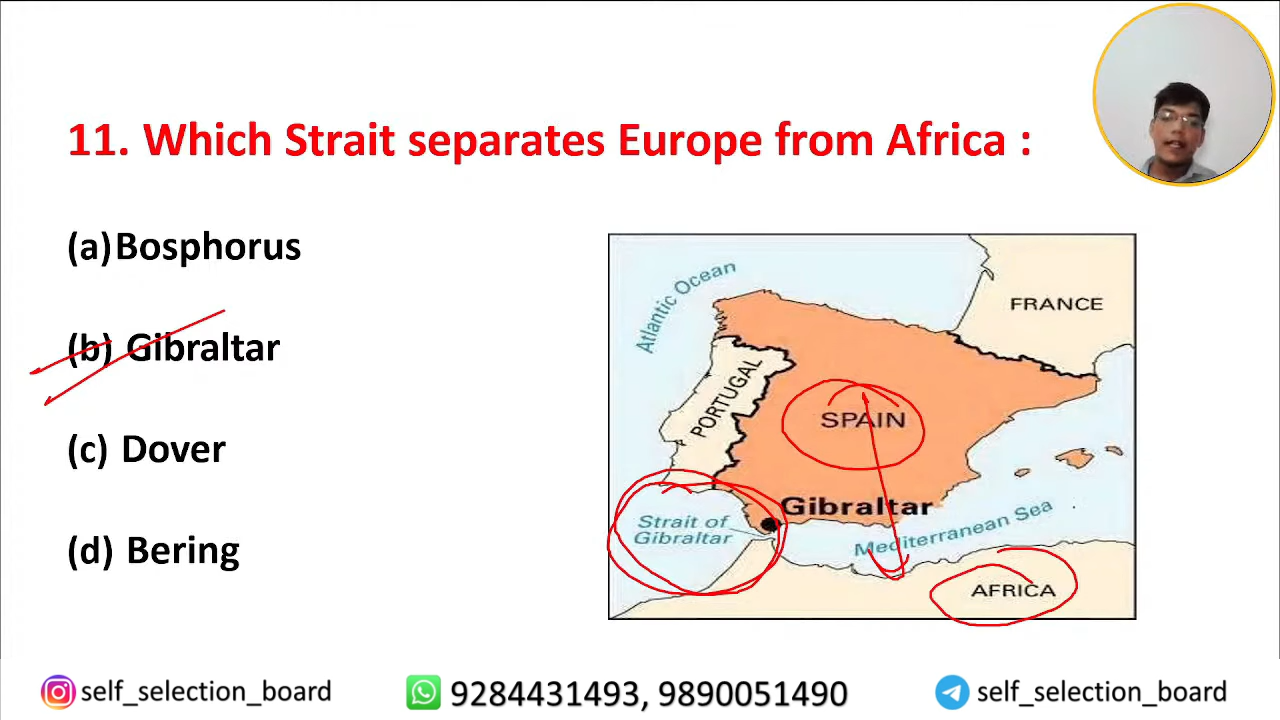 11. Which Strait separates Europe from Africa :
(a)Bosphorus
(b) Gibraltar
(c) Dover
(d) Bering
Atlantic Ocean
FRANCE
PORTUGAL
SPAIN
Gibraltar
Strait of
Gibraltar
Mediterranean Sea
AFRICA
self_selection_board
9284431493, 9890051490
self_selection_board